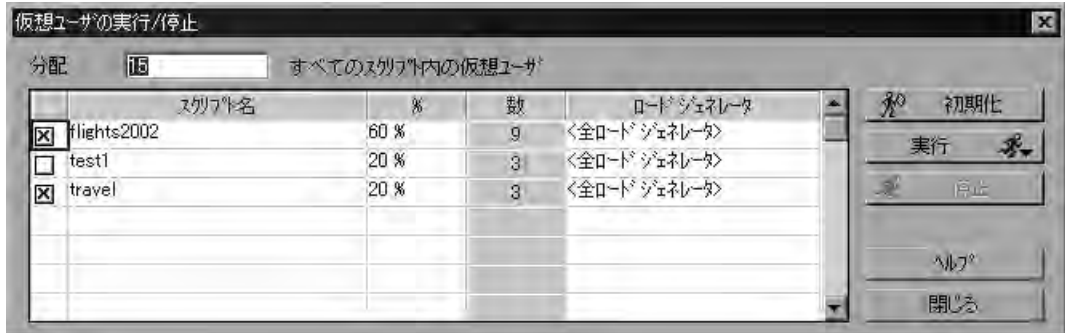 仮想ﾕｰｻﾞの実行/停止
分配 15 すべてのｽｸﾘﾌﾟﾄ内の仮想ﾕｰｻﾞ
ｽｸﾘﾌﾟﾄ名 % 数 ﾛｰﾄﾞ ｼﾞｪﾈﾚｰﾀ
flights2002 60 % 9 <全ﾛｰﾄﾞ ｼﾞｪﾈﾚｰﾀ>
test1 20 % 3 <全ﾛｰﾄﾞ ｼﾞｪﾈﾚｰﾀ>
travel 20 % 3 <全ﾛｰﾄﾞ ｼﾞｪﾈﾚｰﾀ>
初期化
実行
停止
ﾍﾙﾌﾟ
閉じる